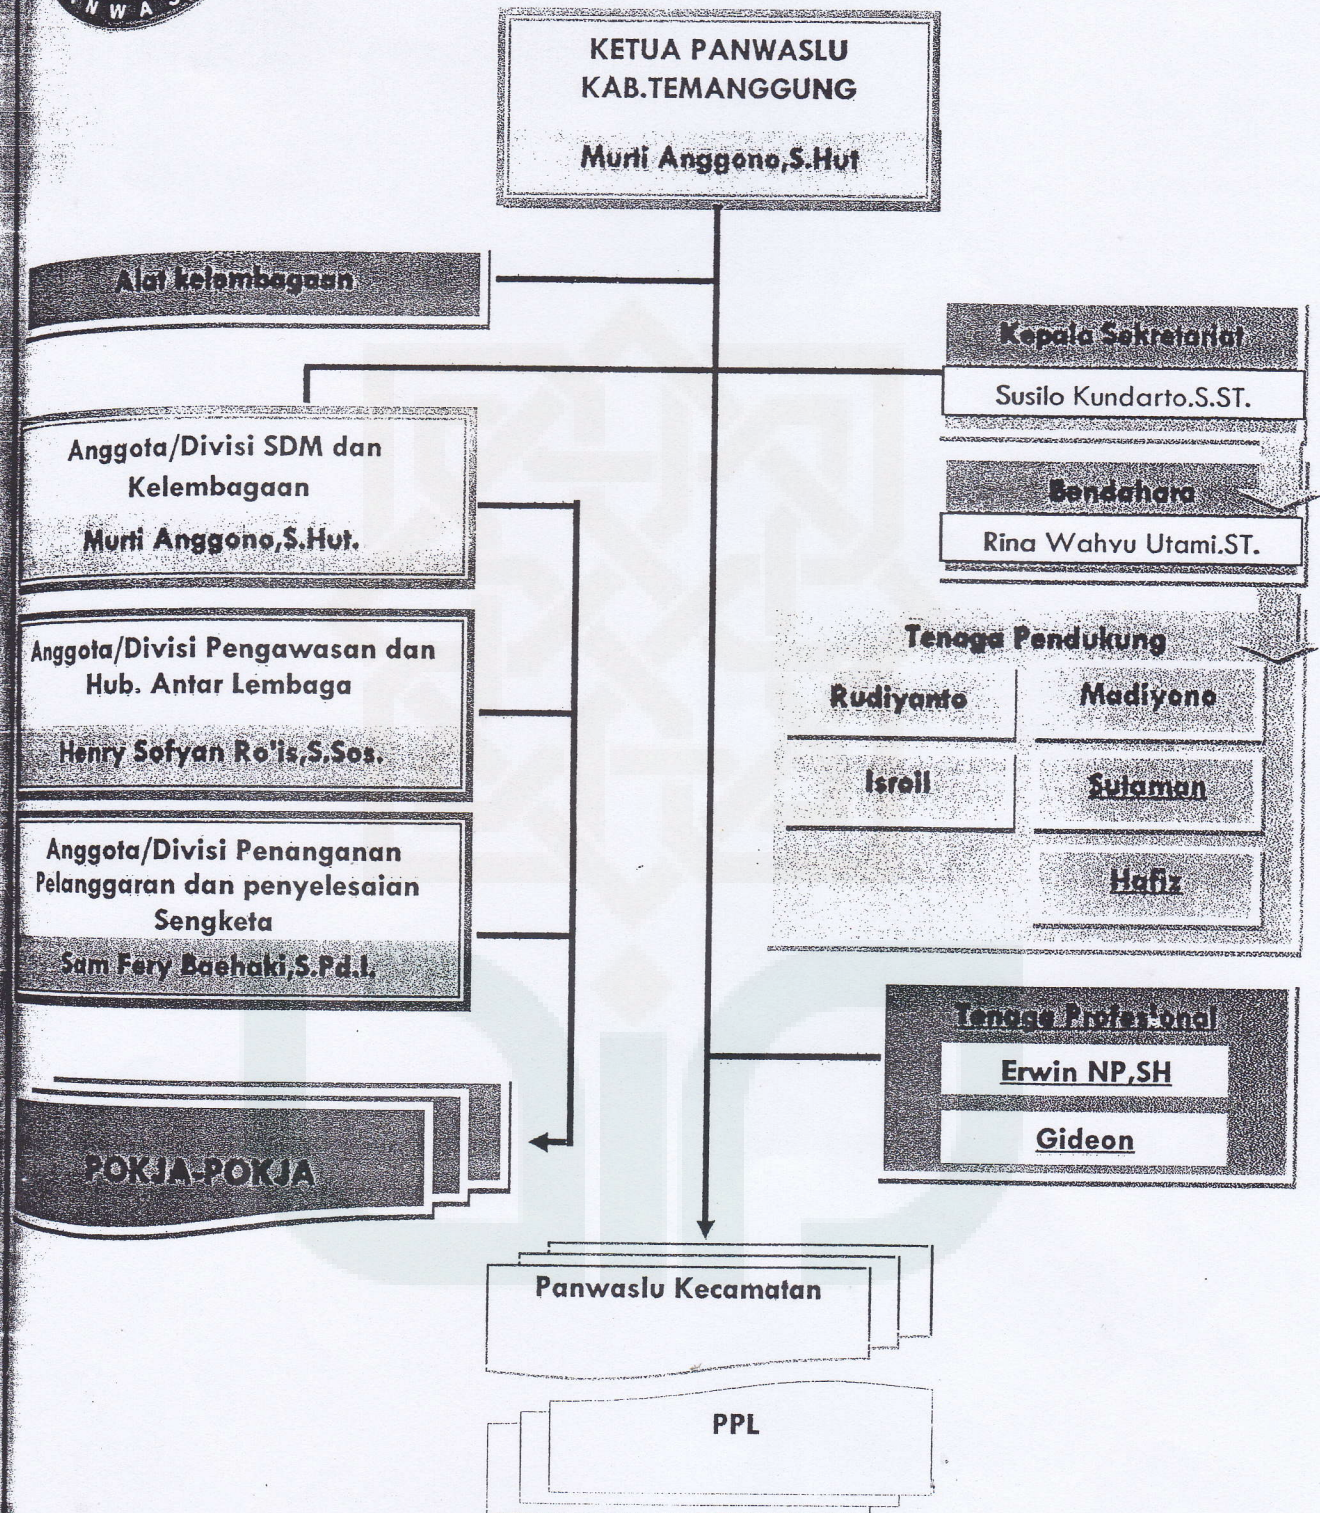 N W A S
KETUA PANWASLU
KAB.TEMANGGUNG
Murti Anggono,S.Hut
Alat kelembagaan
Kepala Sekretariat
Susilo Kundarto.S.ST.
Bendahara
Rina Wahyu Utami.ST.
Anggota/Divisi SDM dan
Kelembagaan
Murti Anggono,S.Hut.
Anggota/Divisi Pengawasan dan
Hub. Antar Lembaga
Henry Sofyan Ro'is,S.Sos.
Anggota/Divisi Penanganan
Pelanggaran dan penyelesaian
Sengketa
Sam Fery Baehaki,S.Pd.I.
Tenaga Pendukung
Rudiyanto
Madiyono
Isroil
Sutaman
Hafiz
Tenaga Profesional
Erwin NP,SH
Gideon
POKJA-POKJA
Panwaslu Kecamatan
PPL